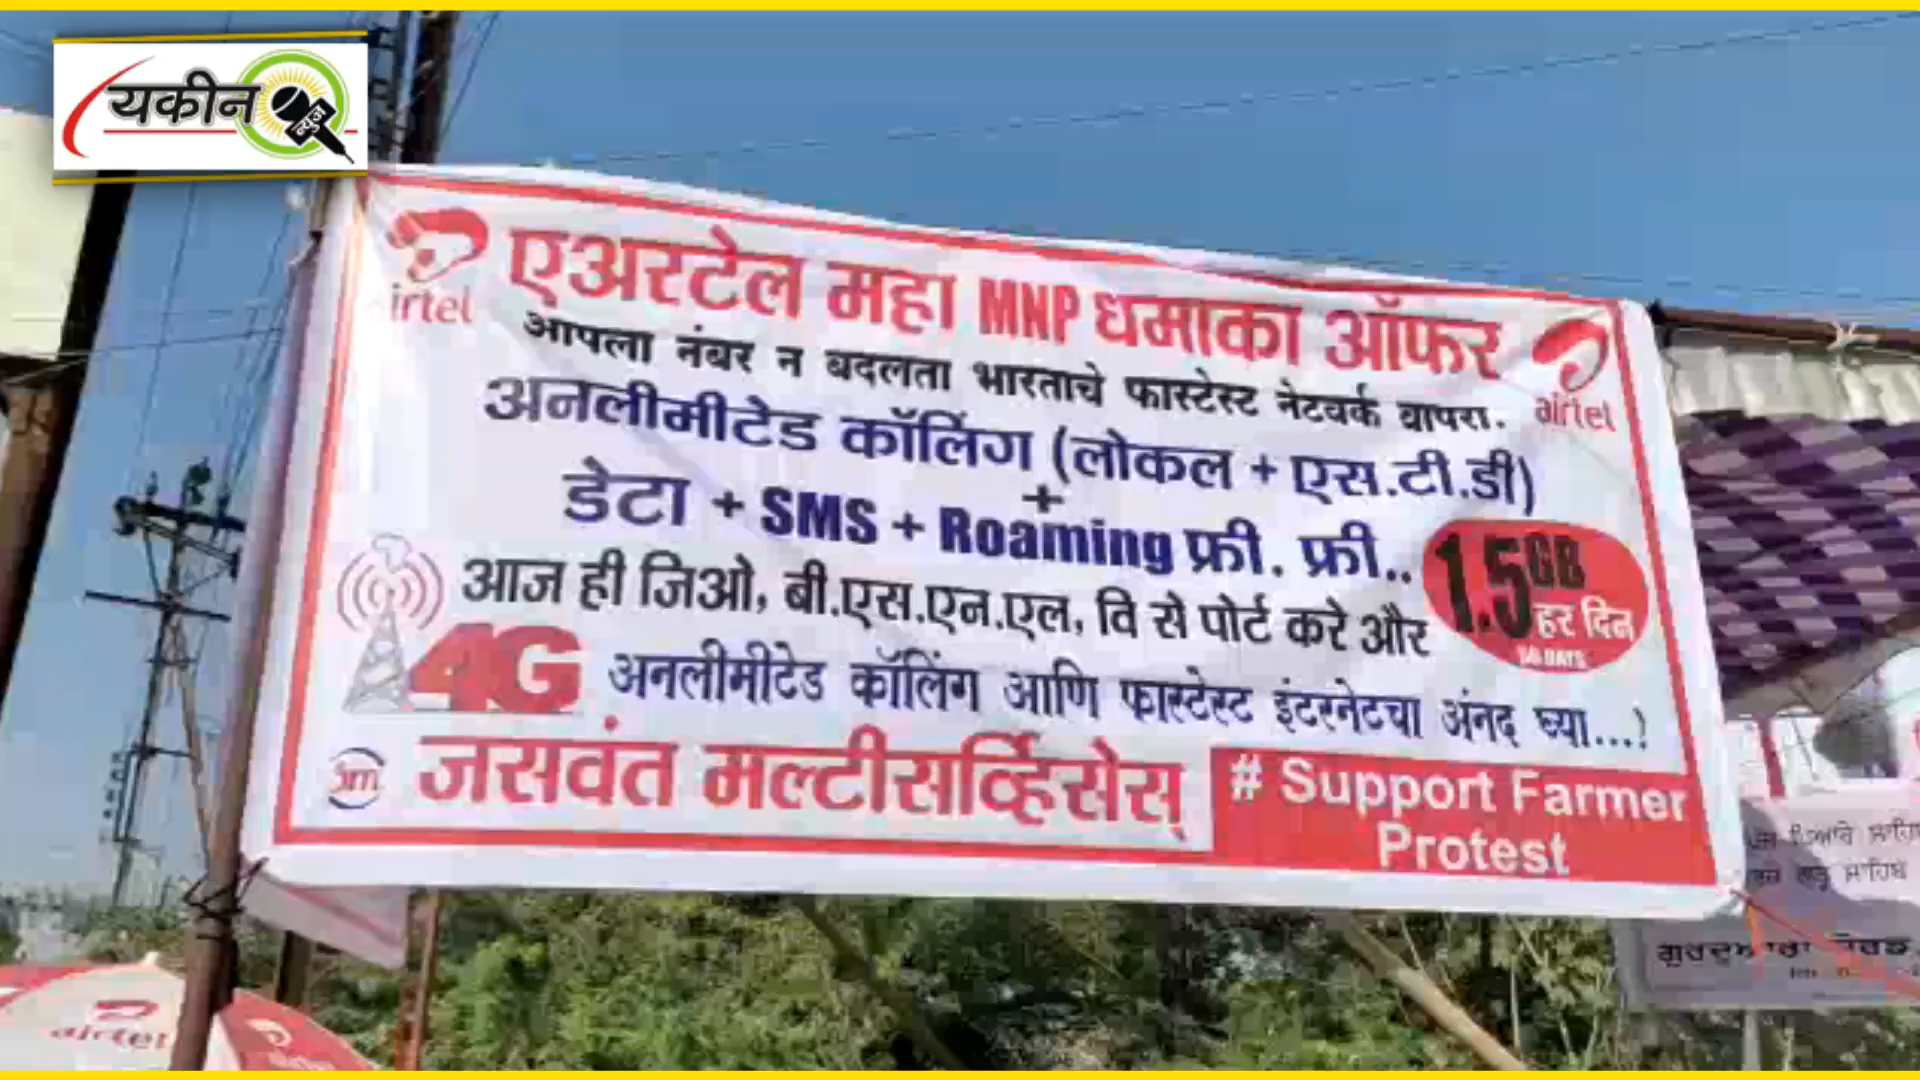 यकीन
न्यूज
airtel
एअरटेल महा MNP धमाका ऑफर
आपला नंबर न बदलता भारताचे फास्टेस्ट नेटवर्क वापरा.
airtel
अनलीमीटेड कॉलिंग (लोकल + एस.टी.डी)
+
डेटा + SMS + Roaming फ्री. फ्री..
1.5GB
हर दिन
आज ही जिओ, बी.एस.एन.एल, वि से पोर्ट करे और
4G
अनलीमीटेड कॉलिंग आणि फास्टेस्ट इंटरनेटचा अंनद घ्या...!
jm जसवंत मल्टीसर्व्हिसेस्
# Support Farmer
Protest
airtel